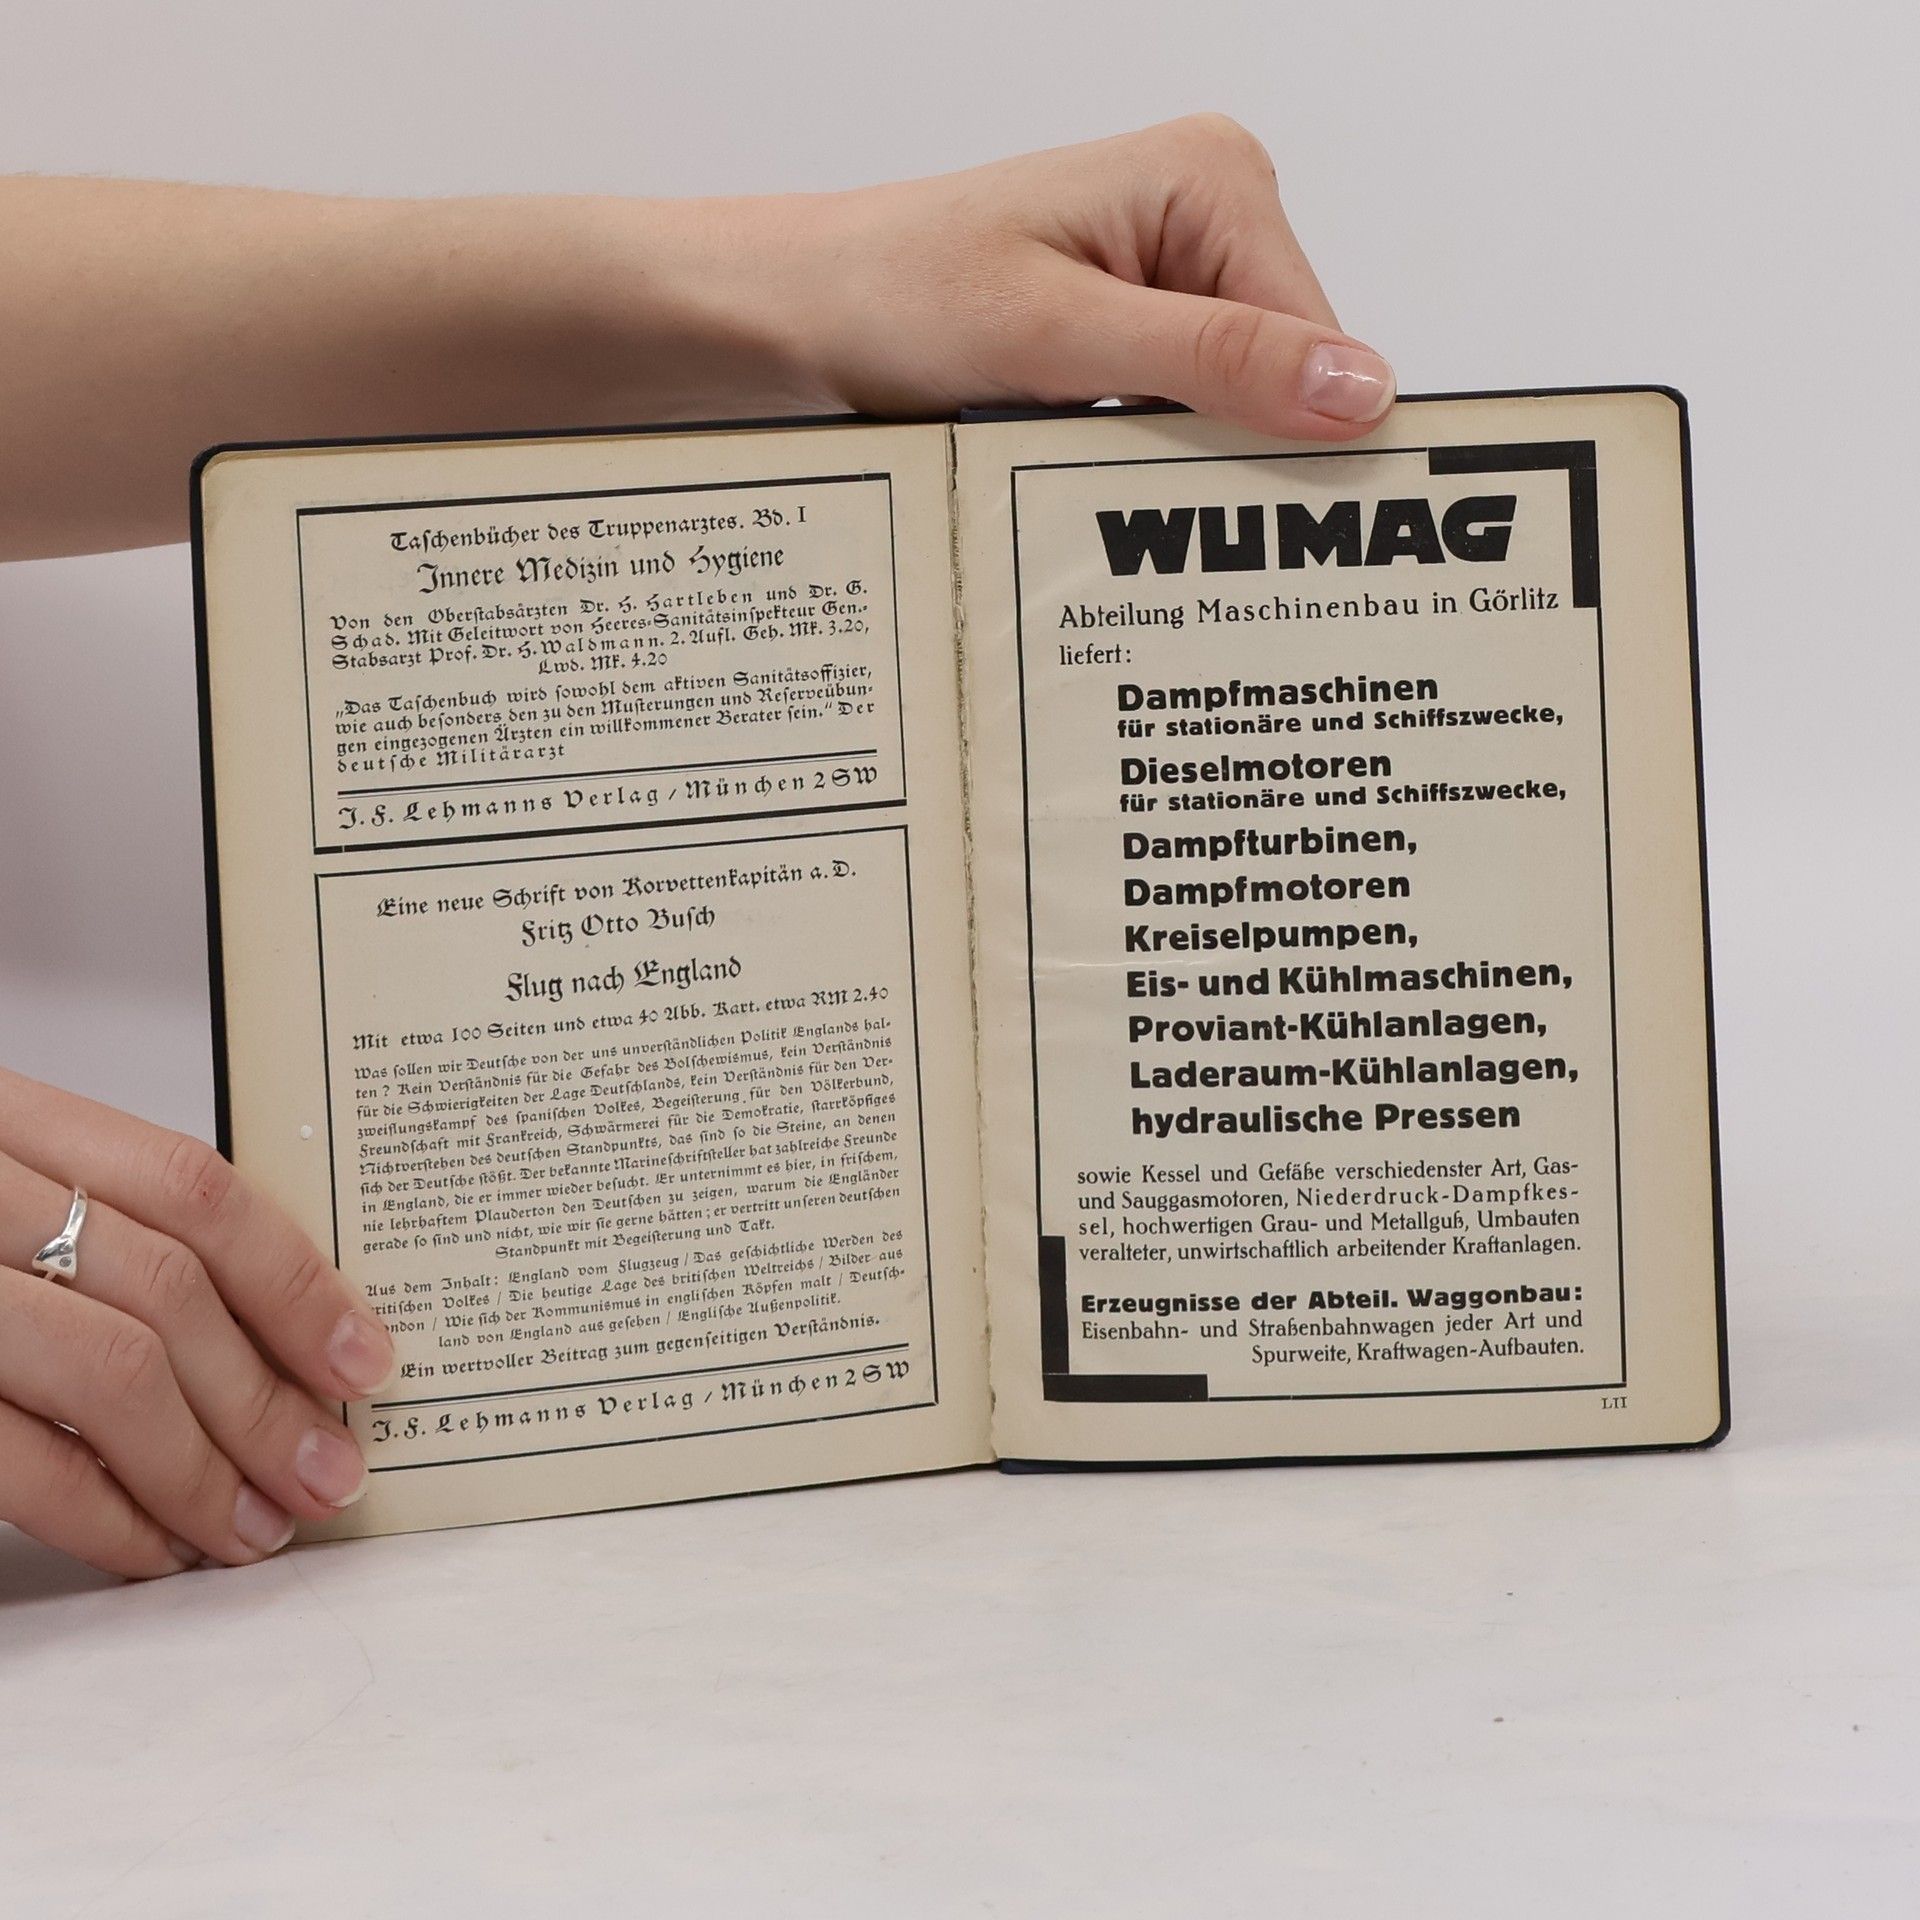 Taſchenbücher des Truppenarztes. Bd. I
Innere Medizin und Hygiene
Von den Oberſtabsärzten Dr. H. Hartleben und Dr. G.
Schad. Mit Geleitwort von Heeres-Sanitätsinſpekteur Gen.-
Stabsarzt Prof. Dr. H. Waldmann. 2. Aufl. Geh. Mk. 3.20,
Lwd. Mk. 4.20
„Das Taſchenbuch wird ſowohl dem aktiven Sanitätsoffizier,
wie auch beſonders den zu den Muſterungen und Reſerveübun-
gen eingezogenen Ärzten ein willkommener Berater ſein.“ Der
deutſche Militärarzt
J. F. Lehmanns Verlag / München 2 SW
Eine neue Schrift von Korvettenkapitän a. D.
Fritz Otto Buſch
Flug nach England
Mit etwa 100 Seiten und etwa 40 Abb. Kart. etwa RM 2.40
Was ſollen wir Deutſche von der uns unverſtändlichen Politik Englands hal-
ten? Kein Verſtändnis für die Gefahr des Bolſchewismus, kein Verſtändnis
für die Schwierigkeiten der Lage Deutſchlands, kein Verſtändnis für den Ver-
zweiflungskampf des ſpaniſchen Volkes, Begeiſterung für den Völkerbund,
Freundſchaft mit Frankreich, Schwärmerei für die Demokratie, ſtarrköpfiges
Nichtverſtehen des deutſchen Standpunkts, das ſind ſo die Steine, an denen
ſich der Deutſche ſtößt. Der bekannte Marineſchriftſteller hat zahlreiche Freunde
in England, die er immer wieder beſucht. Er unternimmt es hier, in friſchem,
nie lehrhaftem Plauderton den Deutſchen zu zeigen, warum die Engländer
gerade ſo ſind und nicht, wie wir ſie gerne hätten; er vertritt unſeren deutſchen
Standpunkt mit Begeiſterung und Takt.
Aus dem Inhalt: England vom Flugzeug / Das geſchichtliche Werden des
britiſchen Volkes / Die heutige Lage des britiſchen Weltreichs / Bilder aus
London / Wie ſich der Kommunismus in engliſchen Köpfen malt / Deutſch-
land von England aus geſehen / Engliſche Außenpolitik.
Ein wertvoller Beitrag zum gegenſeitigen Verſtändnis.
J. F. Lehmanns Verlag / München 2 SW
WUMAG
Abteilung Maschinenbau in Görlitz
liefert:
Dampfmaschinen
für stationäre und Schiffszwecke,
Dieselmotoren
für stationäre und Schiffszwecke,
Dampfturbinen,
Dampfmotoren
Kreiselpumpen,
Eis- und Kühlmaschinen,
Proviant-Kühlanlagen,
Laderaum-Kühlanlagen,
hydraulische Pressen
sowie Kessel und Gefäße verschiedenster Art, Gas-
und Sauggasmotoren, Niederdruck-Dampfkes-
sel, hochwertigen Grau- und Metallguß, Umbauten
veralteter, unwirtschaftlich arbeitender Kraftanlagen.
Erzeugnisse der Abteil. Waggonbau:
Eisenbahn- und Straßenbahnwagen jeder Art und
Spurweite, Kraftwagen-Aufbauten.
LII